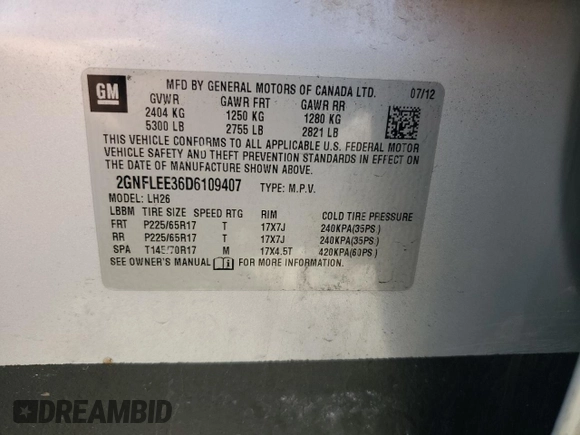 GM
MFD BY GENERAL MOTORS OF CANADA LTD. 07/12
GVWR GAWR FRT GAWR RR
2404 KG 1250 KG 1280 KG
5300 LB 2755 LB 2821 LB
THIS VEHICLE CONFORMS TO ALL APPLICABLE U.S. FEDERAL MOTOR
VEHICLE SAFETY AND THEFT PREVENTION STANDARDS IN EFFECT ON
THE DATE OF MANUFACTURE SHOWN ABOVE.
2GNFLEE36D6109407 TYPE: M.P.V.
MODEL: LH26
LBBM TIRE SIZE SPEED RTG RIM COLD TIRE PRESSURE
FRT P225/65R17 T 17X7J 240KPA(35PS )
RR P225/65R17 T 17X7J 240KPA(35PS )
SPA T145/70R17 M 17X4.5T 420KPA(60PS )
SEE OWNER'S MANUAL FOR MORE INFORMATION.
DREAMBID